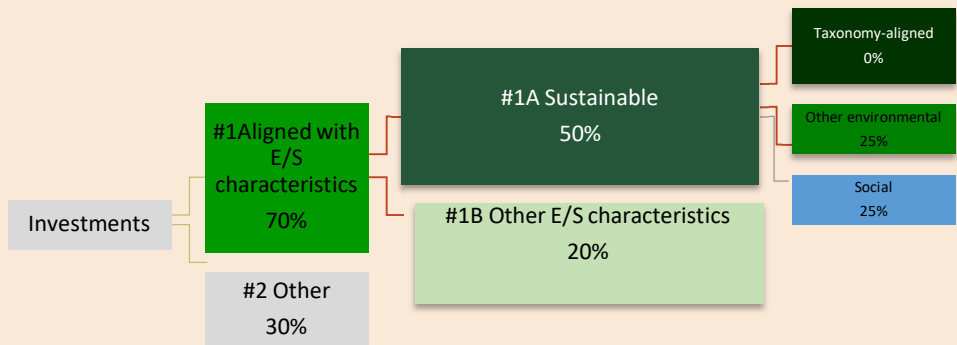 Investments
#1Aligned with
E/S
characteristics
70%
#2 Other
30%
#1A Sustainable
50%
#1B Other E/S characteristics
20%
Taxonomy-aligned
0%
Other environmental
25%
Social
25%